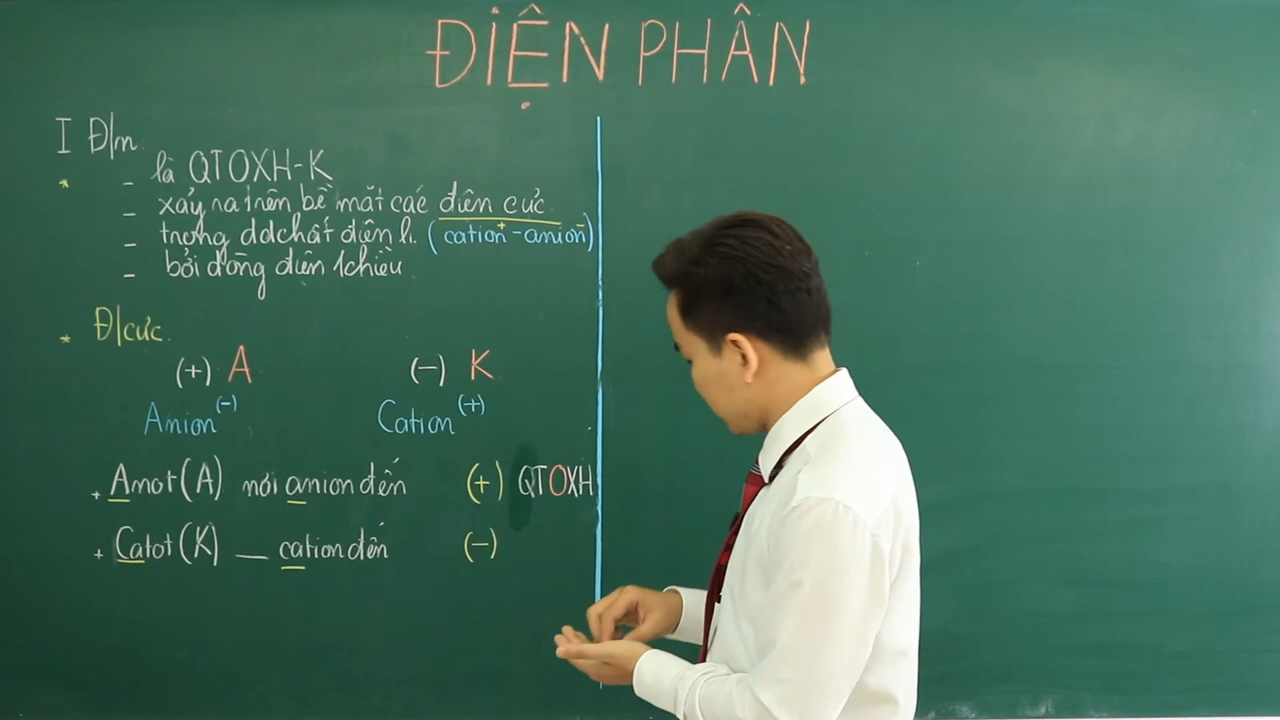 ĐIỆN PHÂN
I Đ/n
* - là QTOXH-K
- xảy ra trên bề mặt các điện cực
- trong ddchất điện li. (cation⁺-anion⁻)
- bởi dòng điện 1chiều
* Đ/cực.
(+) A (-) K
Anion(-) Cation(+)
+ Anot(A) nơi anion đến (+) QTOXH
+ Catot(K) — cation đến (-)